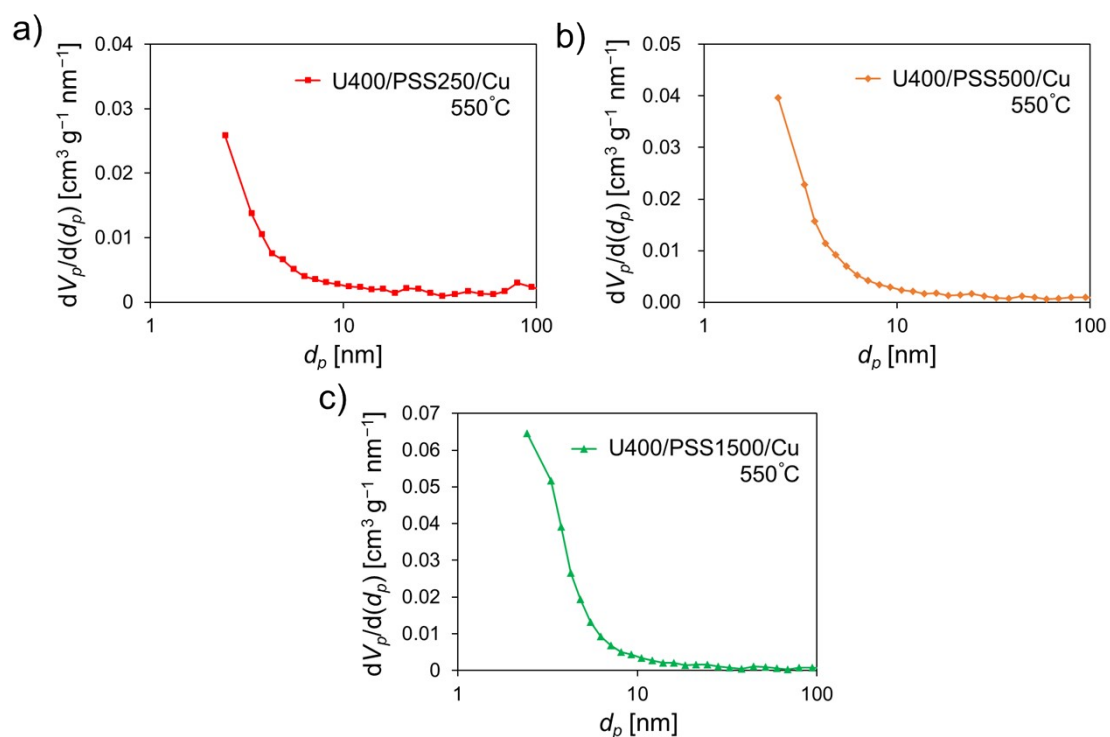 a)
0.04
0.03
0.02
0.01
0
1
10
100
dVₚ/d(dₚ) [cm³ g⁻¹ nm⁻¹]
dₚ [nm]
U400/PSS250/Cu
550°C
b)
0.05
0.04
0.03
0.02
0.01
0.00
1
10
100
dVₚ/d(dₚ) [cm³ g⁻¹ nm⁻¹]
dₚ [nm]
U400/PSS500/Cu
550°C
c)
0.07
0.06
0.05
0.04
0.03
0.02
0.01
0
1
10
100
dVₚ/d(dₚ) [cm³ g⁻¹ nm⁻¹]
dₚ [nm]
U400/PSS1500/Cu
550°C